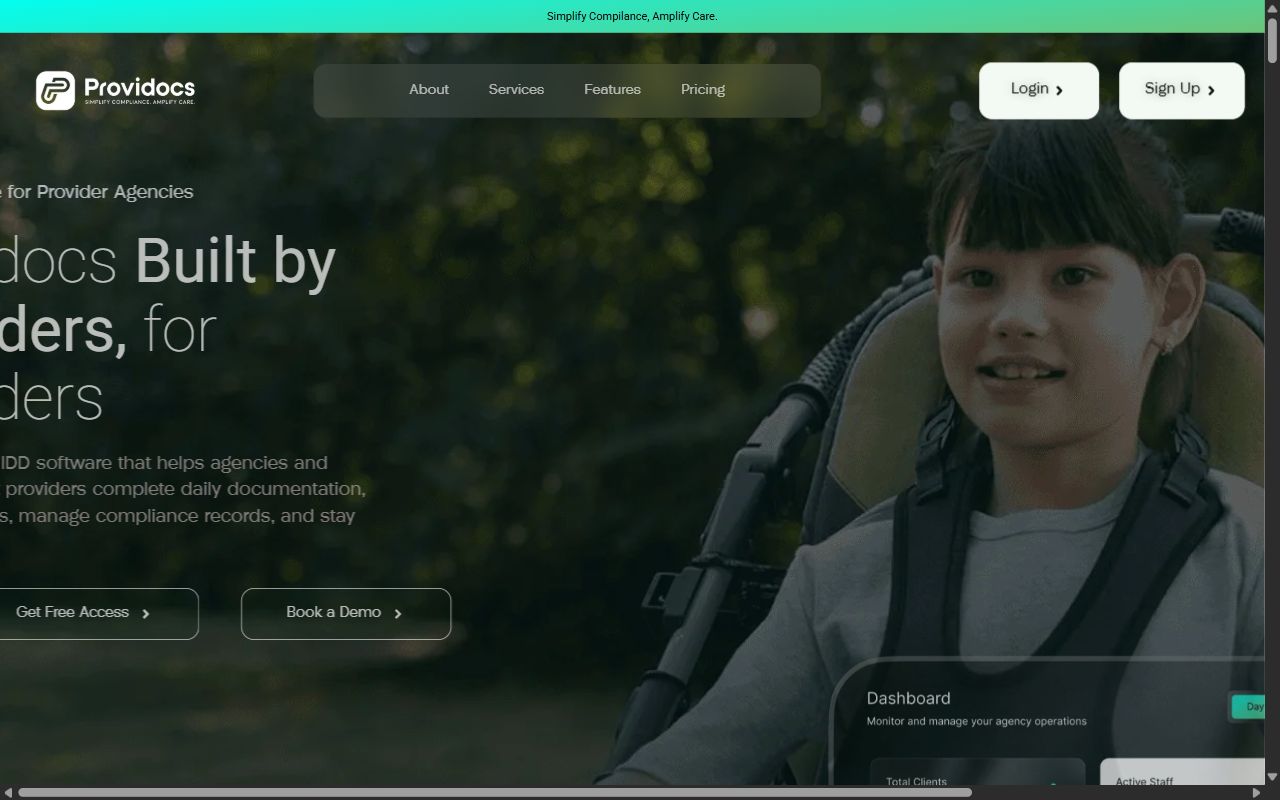 Simplify Compilance, Amplify Care.
Providocs
SIMPLIFY COMPLIANCE. AMPLIFY CARE.
About
Services
Features
Pricing
Login
Sign Up
for Provider Agencies
docs Built by
ders, for
ders
IDD software that helps agencies and
providers complete daily documentation,
s, manage compliance records, and stay
Get Free Access
Book a Demo
Dashboard
Monitor and manage your agency operations
Day
Total Clients
Active Staff